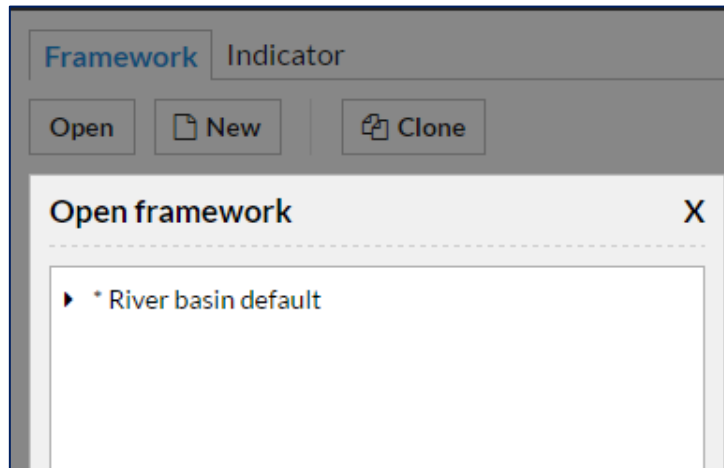 Framework Indicator
Open New Clone
Open framework X
* River basin default